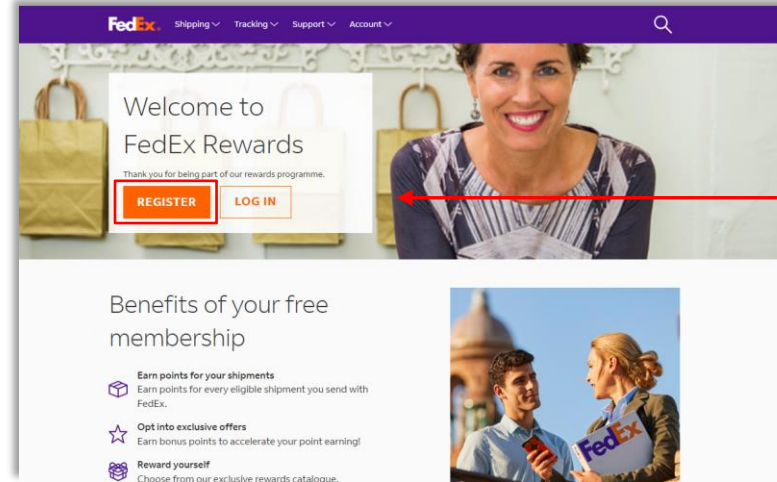 FedEx. Shipping Tracking Support Account
Welcome to
FedEx Rewards
Thank you for being part of our rewards programme.
REGISTER LOG IN
Benefits of your free
membership
Earn points for your shipments
Earn points for every eligible shipment you send with
FedEx.
Opt into exclusive offers
Earn bonus points to accelerate your point earning!
Reward yourself
Choose from our exclusive rewards catalogue.
FedEx